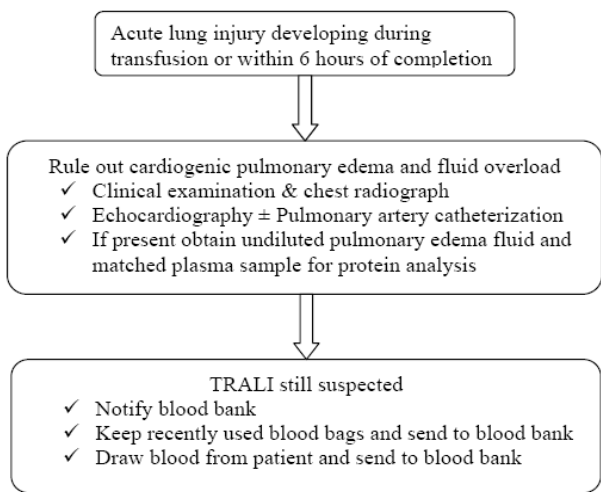 Acute lung injury developing during
transfusion or within 6 hours of completion
Rule out cardiogenic pulmonary edema and fluid overload
✓ Clinical examination & chest radiograph
✓ Echocardiography ± Pulmonary artery catheterization
✓ If present obtain undiluted pulmonary edema fluid and
matched plasma sample for protein analysis
TRALI still suspected
✓ Notify blood bank
✓ Keep recently used blood bags and send to blood bank
✓ Draw blood from patient and send to blood bank